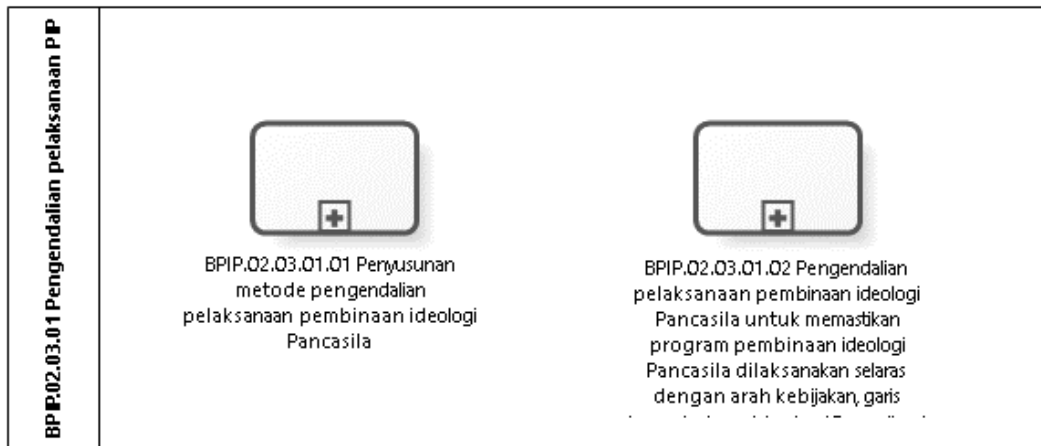 BPIP.02.03.01 Pengendalian pelaksanaan PIP
BPIP.02.03.01.01 Penyusunan
metode pengendalian
pelaksanaan pembinaan ideologi
Pancasila
BPIP.02.03.01.02 Pengendalian
pelaksanaan pembinaan ideologi
Pancasila untuk memastikan
program pembinaan ideologi
Pancasila dilaksanakan selaras
dengan arah kebijakan, garis